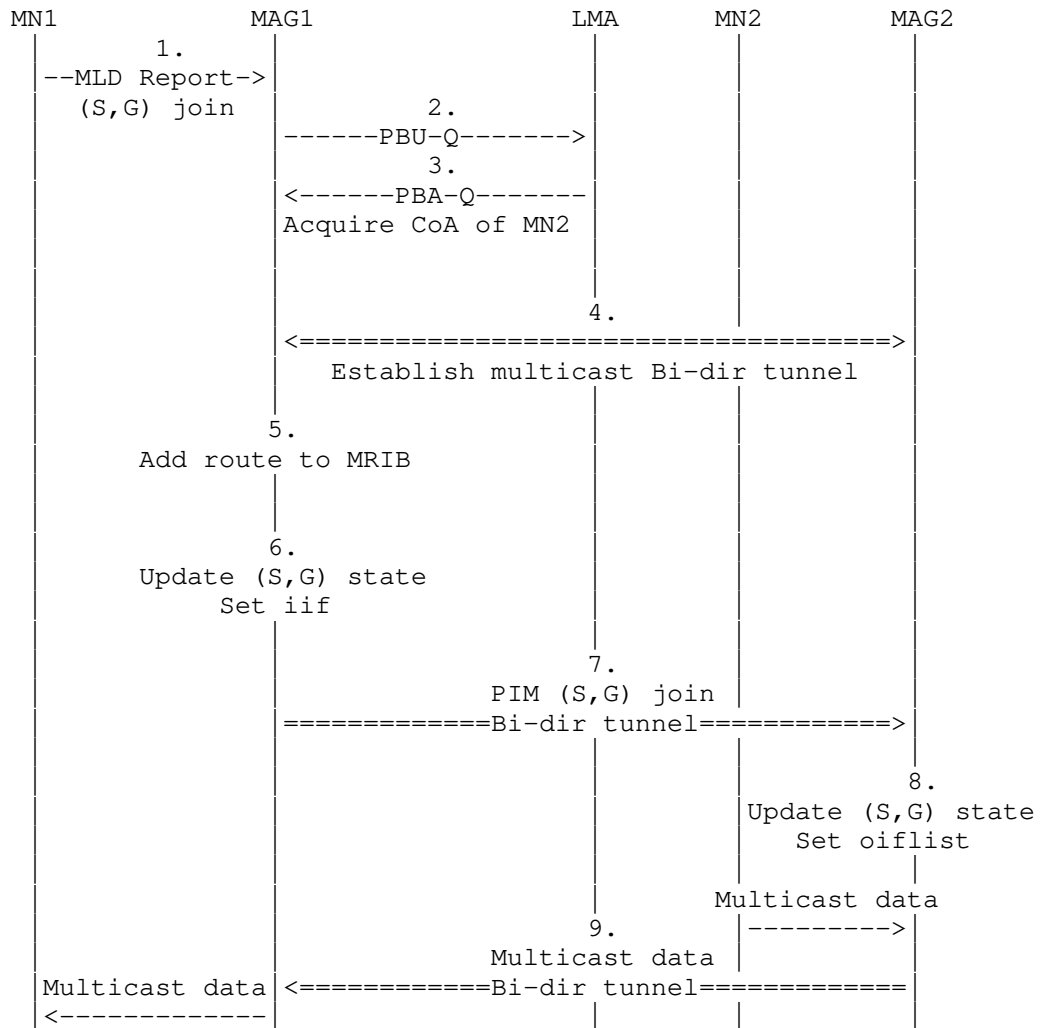 MN1 MAG1 LMA MN2 MAG2
1.
--MLD Report->
(S,G) join 2.
------PBU-Q------->
3.
<------PBA-Q-------
Acquire CoA of MN2
4.
<=====================================>
Establish multicast Bi-dir tunnel
5.
Add route to MRIB
6.
Update (S,G) state
Set iif
7.
PIM (S,G) join
=============Bi-dir tunnel============>
8.
Update (S,G) state
Set oiflist
Multicast data
9. --------->
Multicast data
Multicast data <============Bi-dir tunnel=============
<-------------